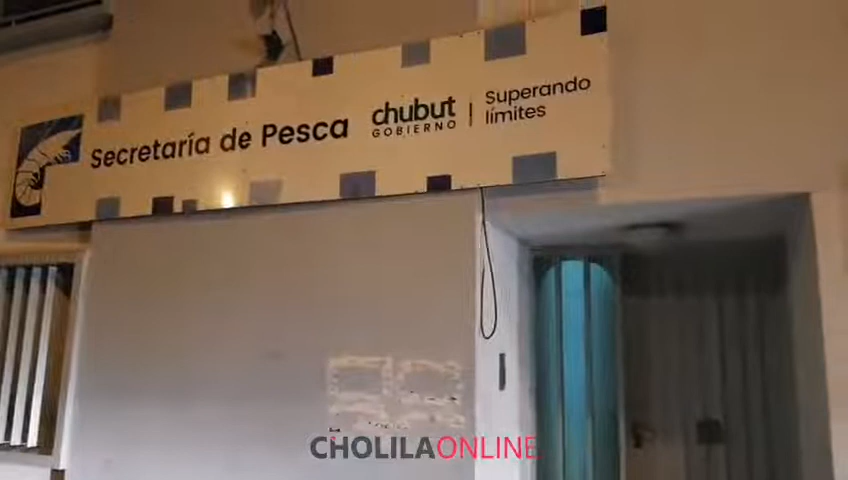 Secretaría de Pesca
chubut
GOBIERNO
Superando
límites
CHOLILAONLINE